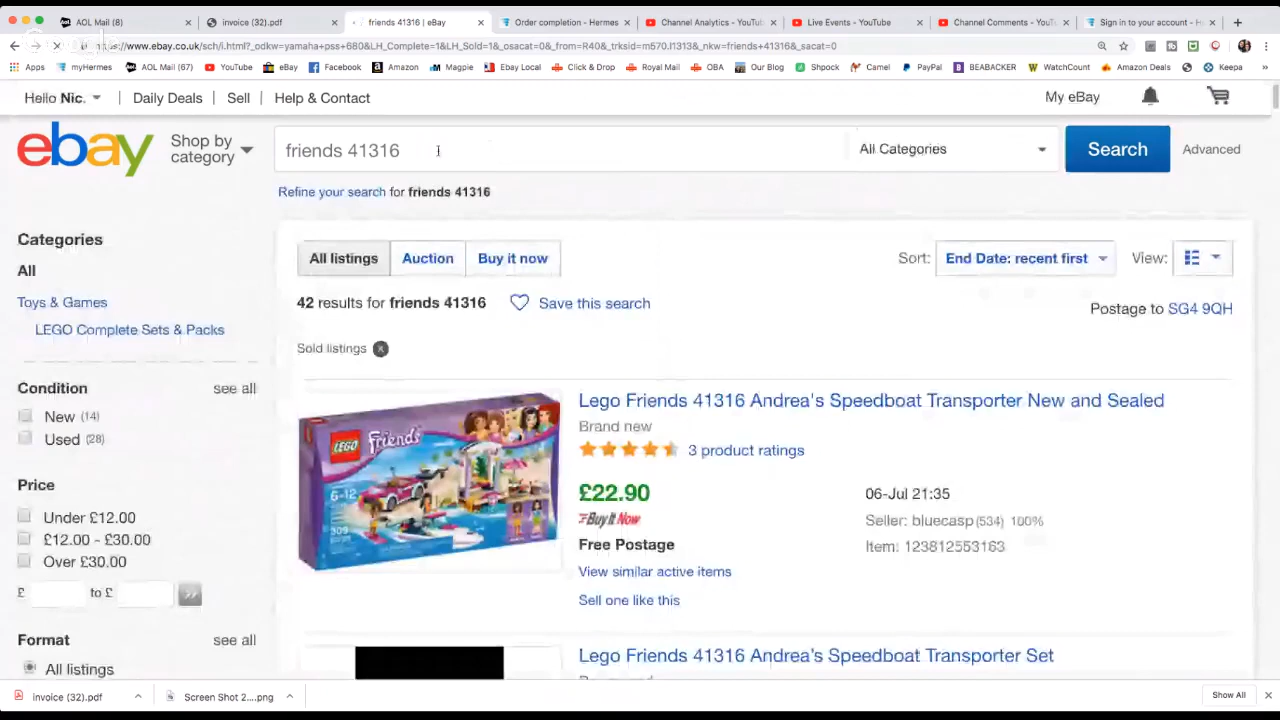 AOL Mail (8)
invoice (32).pdf
friends 41316 | eBay
Order completion - Hermes
Channel Analytics - YouTu
Live Events - YouTube
Channel Comments - YouTu
Sign in to your account - H
https://www.ebay.co.uk/sch/i.html?_odkw=yamaha+pss+680&LH_Complete=1&LH_Sold=1&_osacat=0&_from=R40&_trksid=m570.l1313&_nkw=friends+41316&_sacat=0
Apps
myHermes
AOL Mail (67)
YouTube
eBay
Facebook
Amazon
Magpie
Ebay Local
Click & Drop
Royal Mail
OBA
Our Blog
Shpock
Camel
PayPal
BEABACKER
WatchCount
Amazon Deals
Keepa
Hello Nic.
Daily Deals
Sell
Help & Contact
My eBay
ebay
Shop by
category
friends 41316
All Categories
Search
Advanced
Refine your search for friends 41316
Categories
All
Toys & Games
LEGO Complete Sets & Packs
All listings
Auction
Buy it now
Sort: End Date: recent first
View:
42 results for friends 41316
Save this search
Postage to SG4 9QH
Sold listings
Condition
see all
New (14)
Used (28)
Price
Under £12.00
£12.00 - £30.00
Over £30.00
£ to £
Format
see all
All listings
LEGO
Friends
6-12
309
Lego Friends 41316 Andrea's Speedboat Transporter New and Sealed
Brand new
3 product ratings
£22.90
Buy It Now
Free Postage
View similar active items
Sell one like this
06-Jul 21:35
Seller: bluecasp (534) 100%
Item: 123812553163
Lego Friends 41316 Andrea's Speedboat Transporter Set
invoice (32).pdf
Screen Shot 2....png
Show All